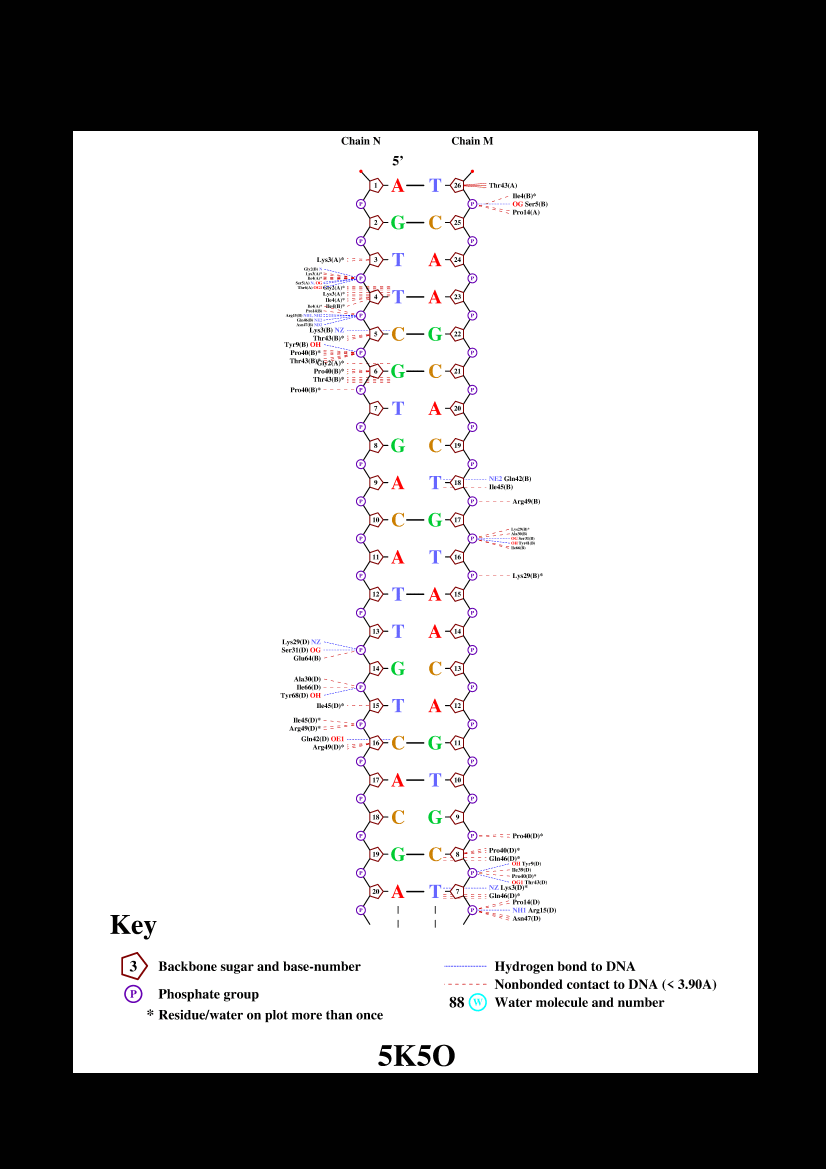 Chain N Chain M
5'
1 A T 26 Thr43(A)
P P Ile4(B)*
OG Ser5(B)
Pro14(A)
2 G C 25
P P
Lys3(A)* 3 T A 24
P P
Gly2(A)*
Lys3(A)*
Ile4(A)*
4 T A 23
P P
Lys3(B) NZ
Thr43(B)*
5 C G 22
Tyr9(B) OH
Pro40(B)*
Thr43(B)*
P P
Gly2(A)*
Pro40(B)*
Thr43(B)*
6 G C 21
Pro40(B)* P P
7 T A 20
P P
8 G C 19
P P
9 A T 18 NE2 Gln42(B)
Ile45(B)
P P Arg49(B)
10 C G 17
P P Lys29(B)*
Ala30(B)
OG Ser31(B)
Ile66(B)
11 A T 16
P P Lys29(B)*
12 T A 15
P P
13 T A 14
Lys29(D) NZ
Ser31(D) OG
Glu64(B)
P P
14 G C 13
Ala30(D)
Ile66(D)
Tyr68(D) OH
P P
Ile45(D)* 15 T A 12
Ile45(D)*
Arg49(D)*
P P
Gln42(D) OE1
Arg49(D)*
16 C G 11
P P
17 A T 10
P P
18 C G 9
P P Pro40(D)*
19 G C 8 Pro40(D)*
Gln46(D)*
P P OH Tyr9(D)
Ile39(D)
Pro40(D)*
OG1 Thr43(D)
20 A T 7 NZ Lys3(D)*
Gln46(D)*
P P Pro14(D)
NH1 Arg15(D)
Asn47(D)
Key
3 Backbone sugar and base-number
P Phosphate group
* Residue/water on plot more than once
Hydrogen bond to DNA
Nonbonded contact to DNA (< 3.90A)
88 W Water molecule and number
5K5O